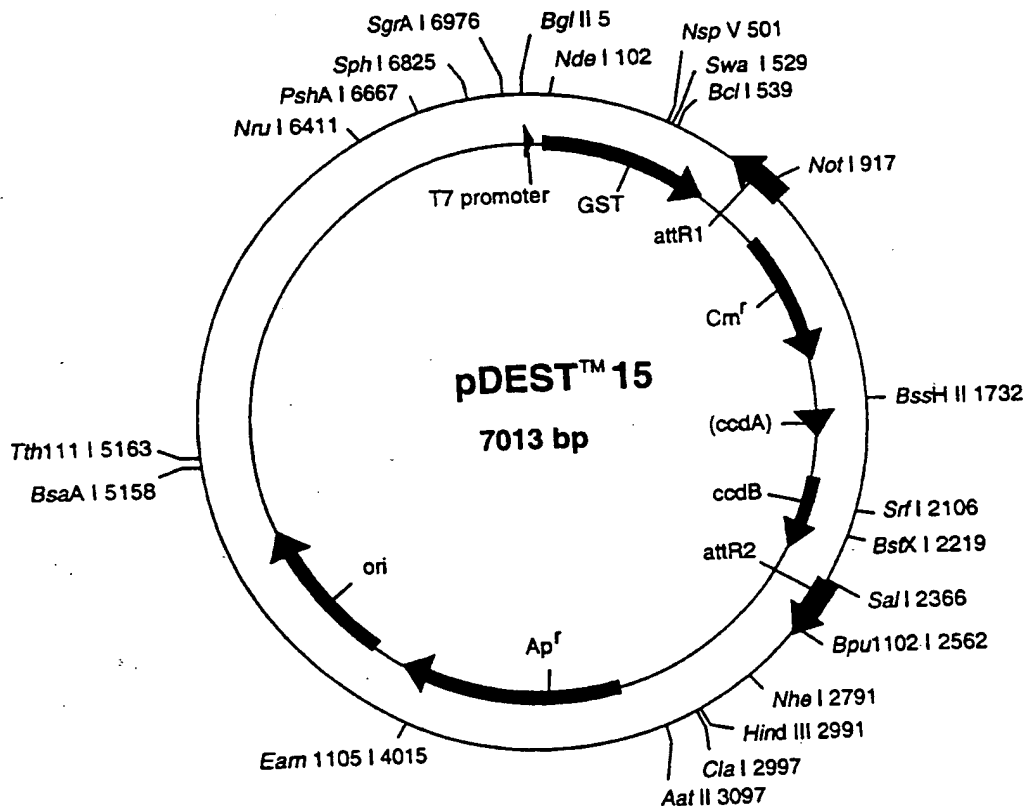 SgrA I 6976
Bgl II 5
Nsp V 501
Sph I 6825
Nde I 102
Swa I 529
PshA I 6667
Bcl I 539
Nru I 6411
Not I 917
T7 promoter
GST
attR1
Cmʳ
pDEST™ 15
7013 bp
BssH II 1732
(ccdA)
Tth111 I 5163
BsaA I 5158
ccdB
Srf I 2106
BstX I 2219
attR2
ori
Sal I 2366
Bpu1102 I 2562
Apʳ
Nhe I 2791
Hind III 2991
Eam 1105 I 4015
Cla I 2997
Aat II 3097